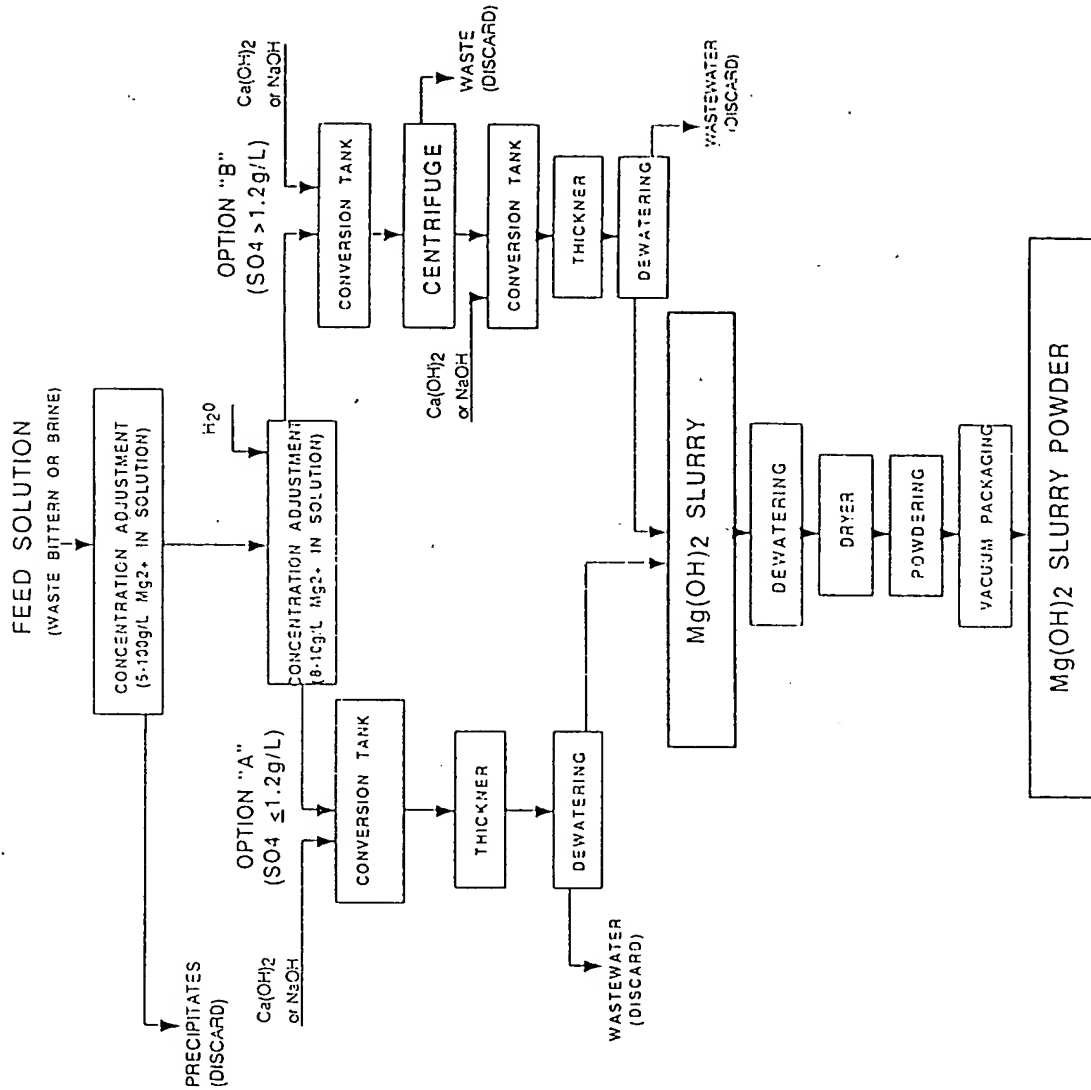 FEED SOLUTION
(WASTE BITTERN OR BRINE)
CONCENTRATION ADJUSTMENT
(5-100g/L Mg2+ IN SOLUTION)
PRECIPITATES
(DISCARD)
H2O
CONCENTRATION ADJUSTMENT
(8-10g/L Mg2+ IN SOLUTION)
OPTION "A"
(SO4 ≤1.2g/L)
Ca(OH)2
or NaOH
CONVERSION TANK
THICKNER
DEWATERING
WASTEWATER
(DISCARD)
OPTION "B"
(SO4 > 1.2g/L)
Ca(OH)2
or NaOH
CONVERSION TANK
CENTRIFUGE
WASTE
(DISCARD)
Ca(OH)2
or NaOH
CONVERSION TANK
THICKNER
DEWATERING
WASTEWATER
(DISCARD)
Mg(OH)2 SLURRY
DEWATERING
DRYER
POWDERING
VACUUM PACKAGING
Mg(OH)2 SLURRY POWDER